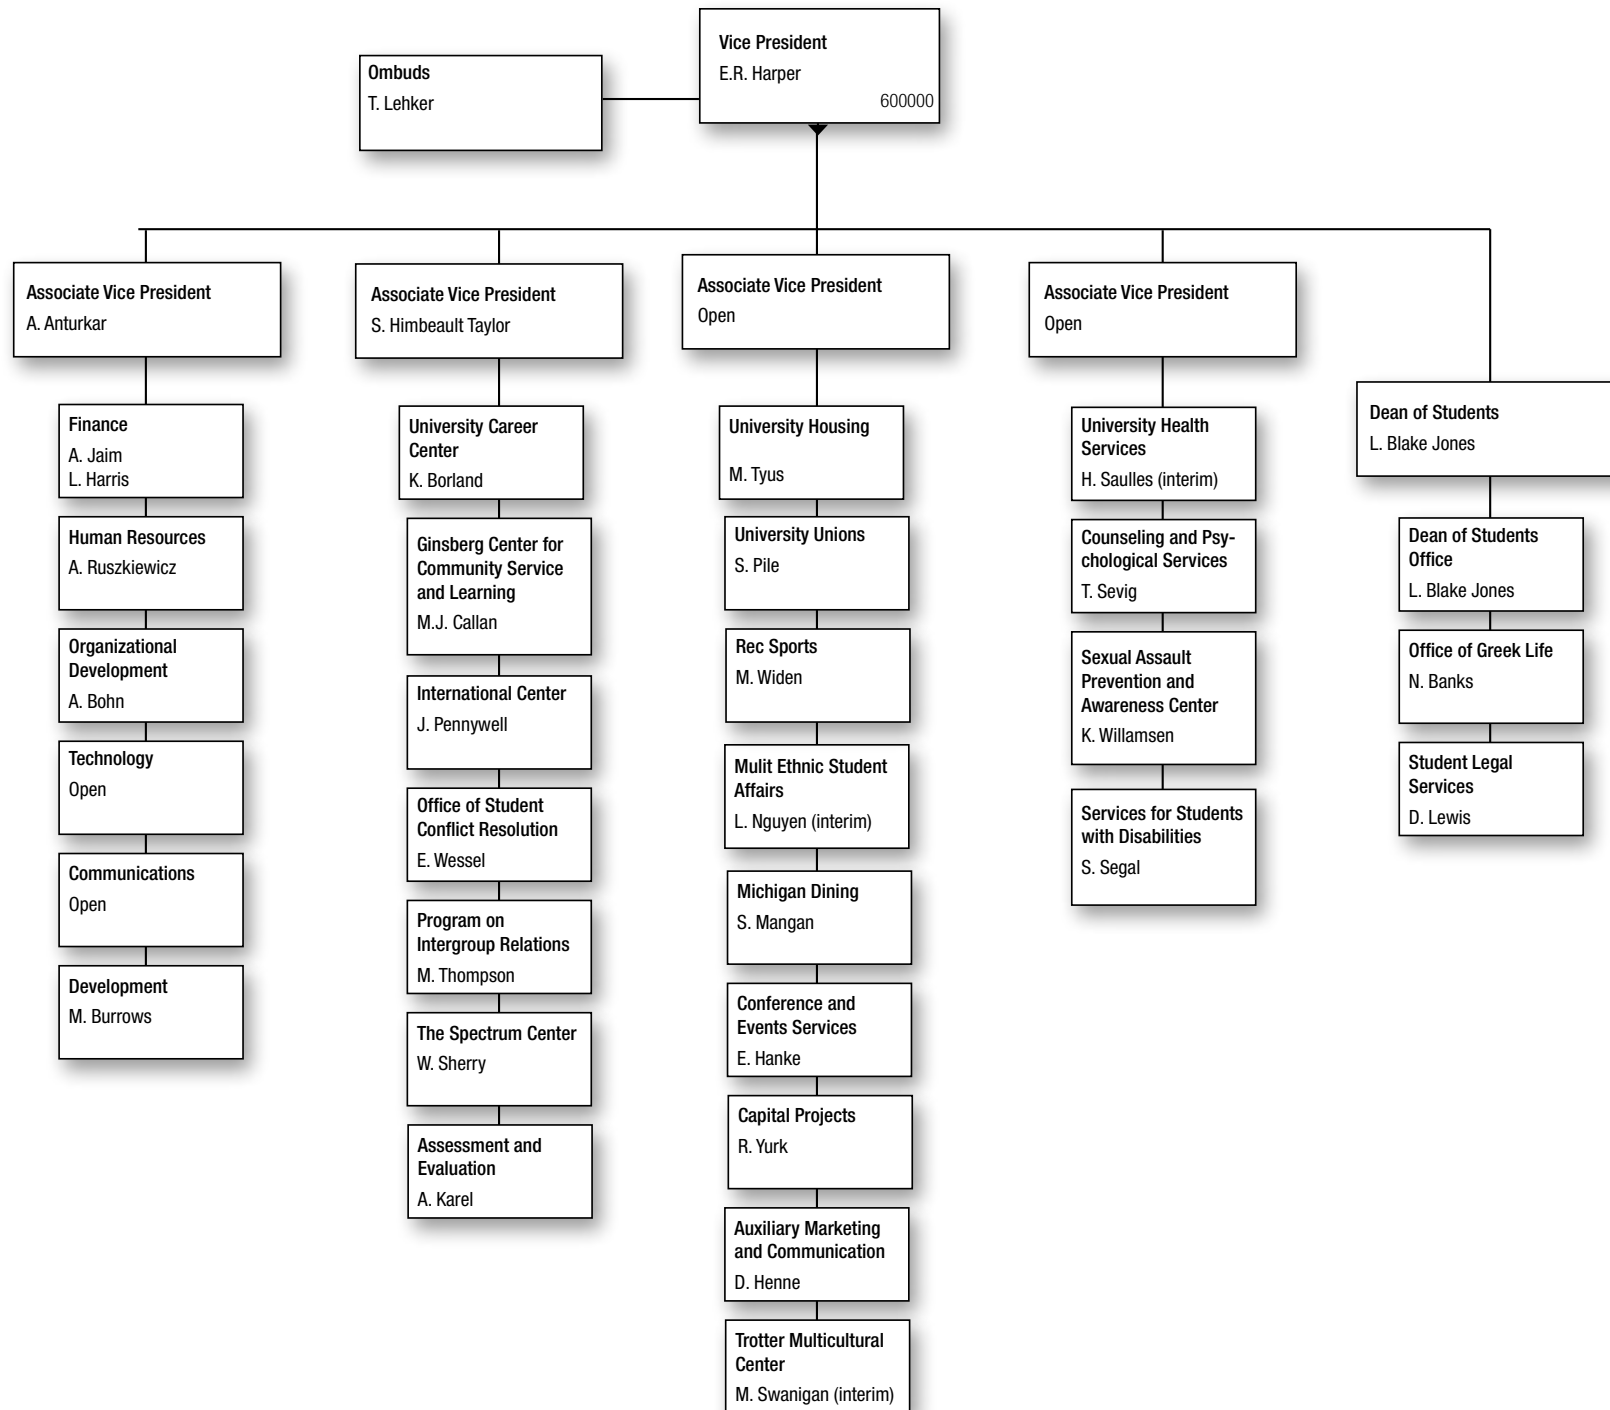 Vice President
E.R. Harper
600000
Ombuds
T. Lehker
Associate Vice President
A. Anturkar
Finance
A. Jaim
L. Harris
Human Resources
A. Ruszkiewicz
Organizational
Development
A. Bohn
Technology
Open
Communications
Open
Development
M. Burrows
Associate Vice President
S. Himbeault Taylor
University Career
Center
K. Borland
Ginsberg Center for
Community Service
and Learning
M.J. Callan
International Center
J. Pennywell
Office of Student
Conflict Resolution
E. Wessel
Program on
Intergroup Relations
M. Thompson
The Spectrum Center
W. Sherry
Assessment and
Evaluation
A. Karel
Associate Vice President
Open
University Housing
M. Tyus
University Unions
S. Pile
Rec Sports
M. Widen
Mulit Ethnic Student
Affairs
L. Nguyen (interim)
Michigan Dining
S. Mangan
Conference and
Events Services
E. Hanke
Capital Projects
R. Yurk
Auxiliary Marketing
and Communication
D. Henne
Trotter Multicultural
Center
M. Swanigan (interim)
Associate Vice President
Open
University Health
Services
H. Saulles (interim)
Counseling and Psy-
chological Services
T. Sevig
Sexual Assault
Prevention and
Awareness Center
K. Willamsen
Services for Students
with Disabilities
S. Segal
Dean of Students
L. Blake Jones
Dean of Students
Office
L. Blake Jones
Office of Greek Life
N. Banks
Student Legal
Services
D. Lewis